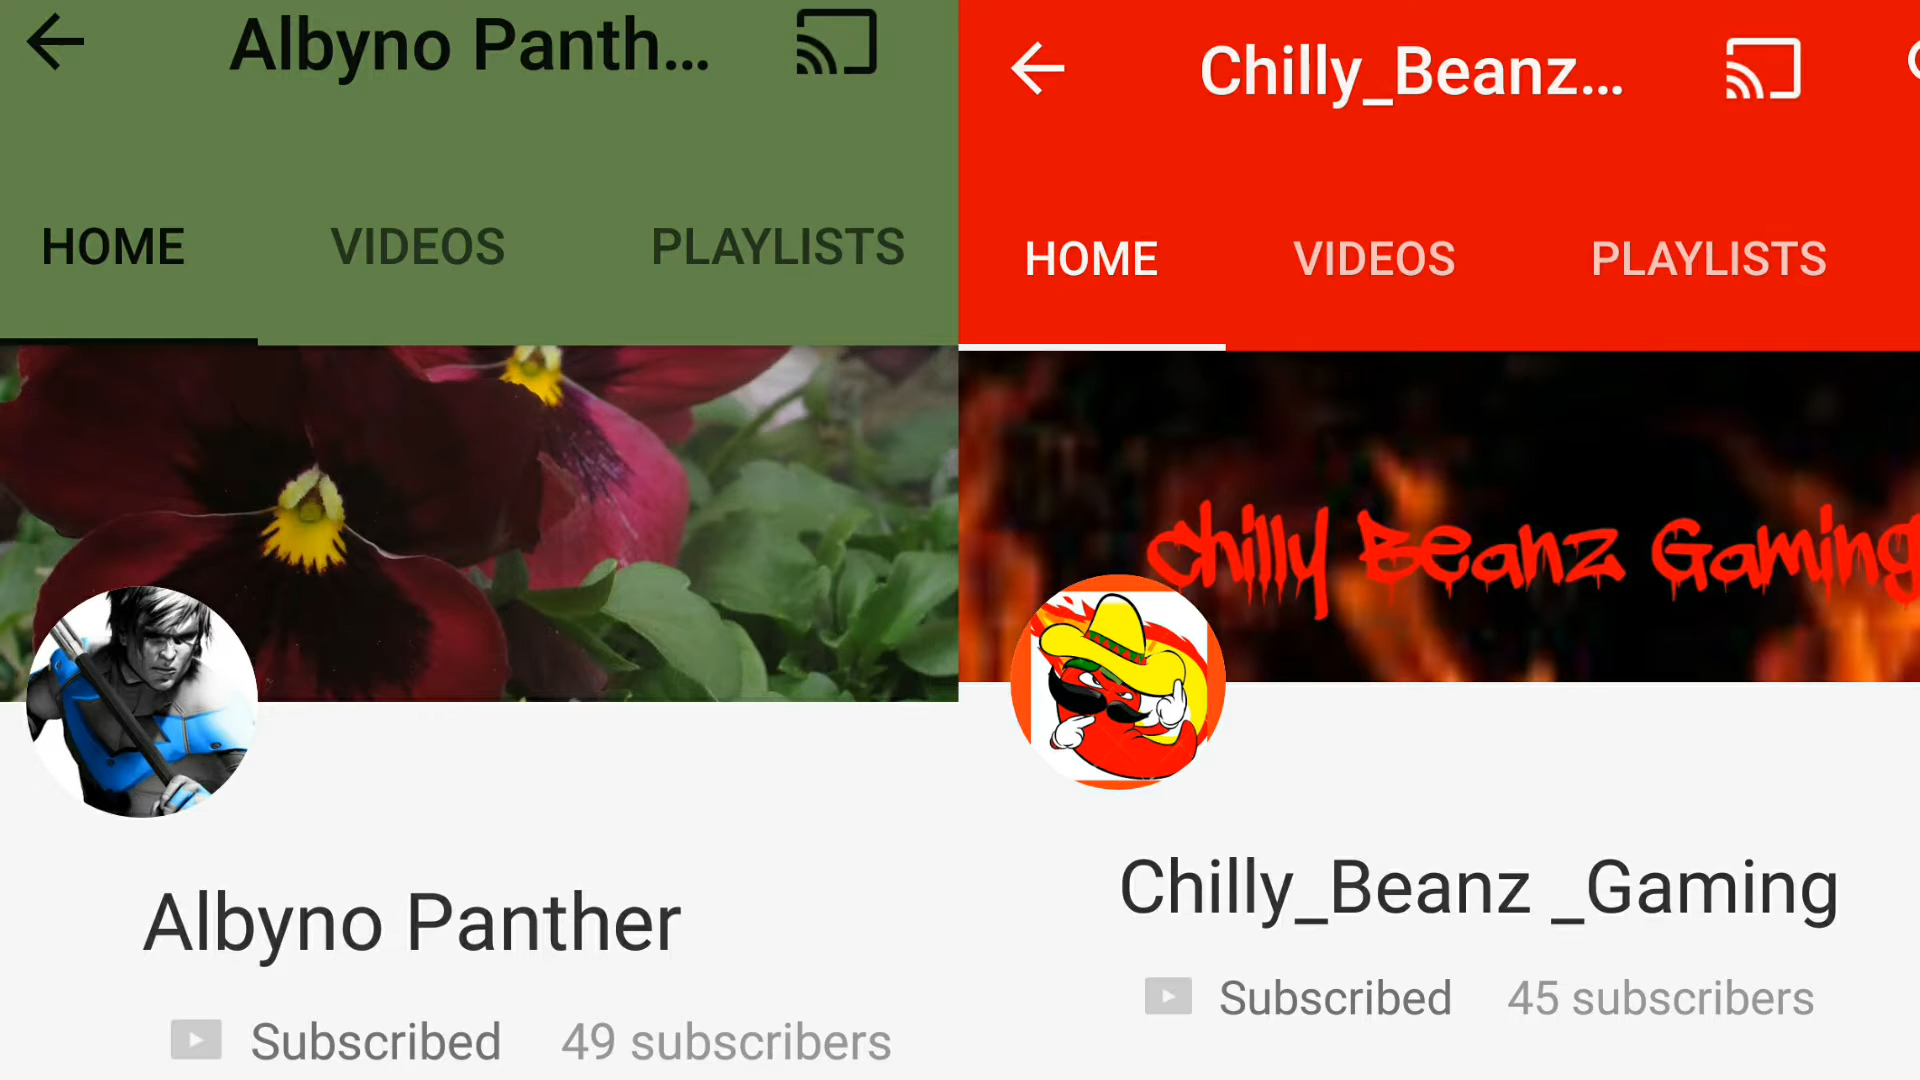 Albyno Panth...
HOME VIDEOS PLAYLISTS
Albyno Panther
Subscribed 49 subscribers
Chilly_Beanz...
HOME VIDEOS PLAYLISTS
Chilly Beanz Gaming
Chilly_Beanz _Gaming
Subscribed 45 subscribers